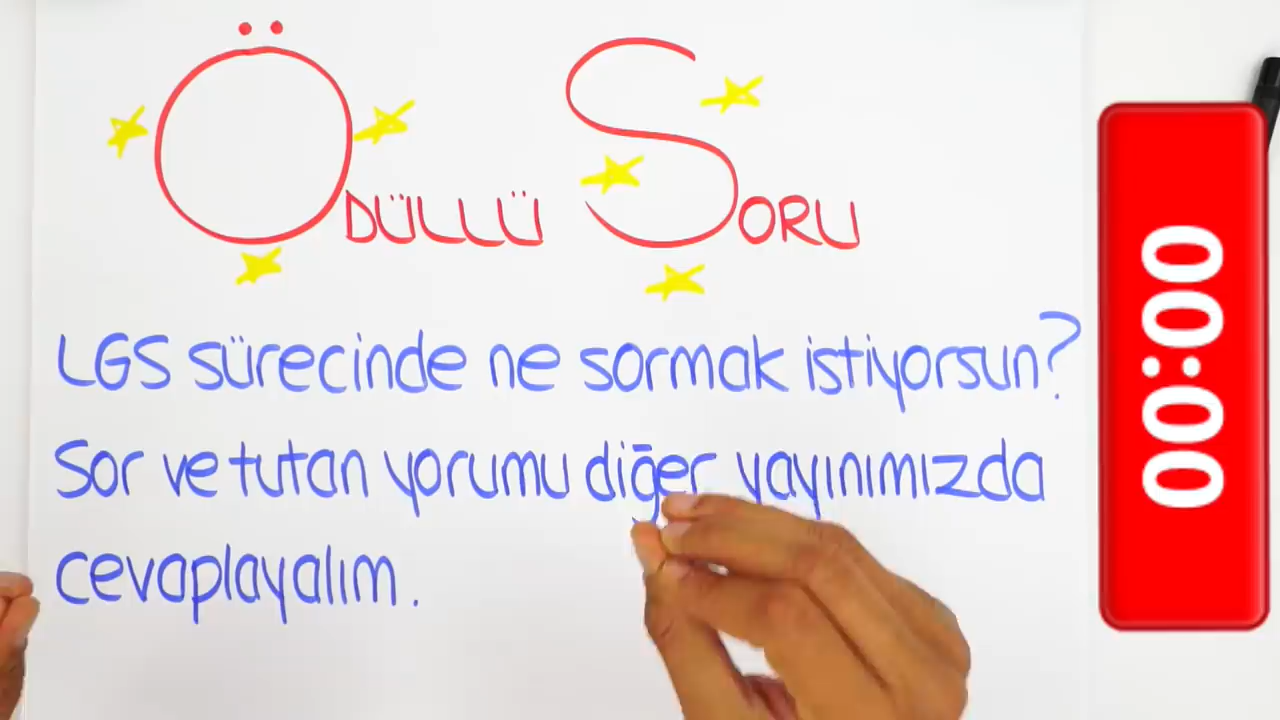 ÖDÜLLÜ SORU
LGS sürecinde ne sormak istiyorsun?
Sor ve tutan yorumu diğer yayınımızda
cevaplayalım.
00:00